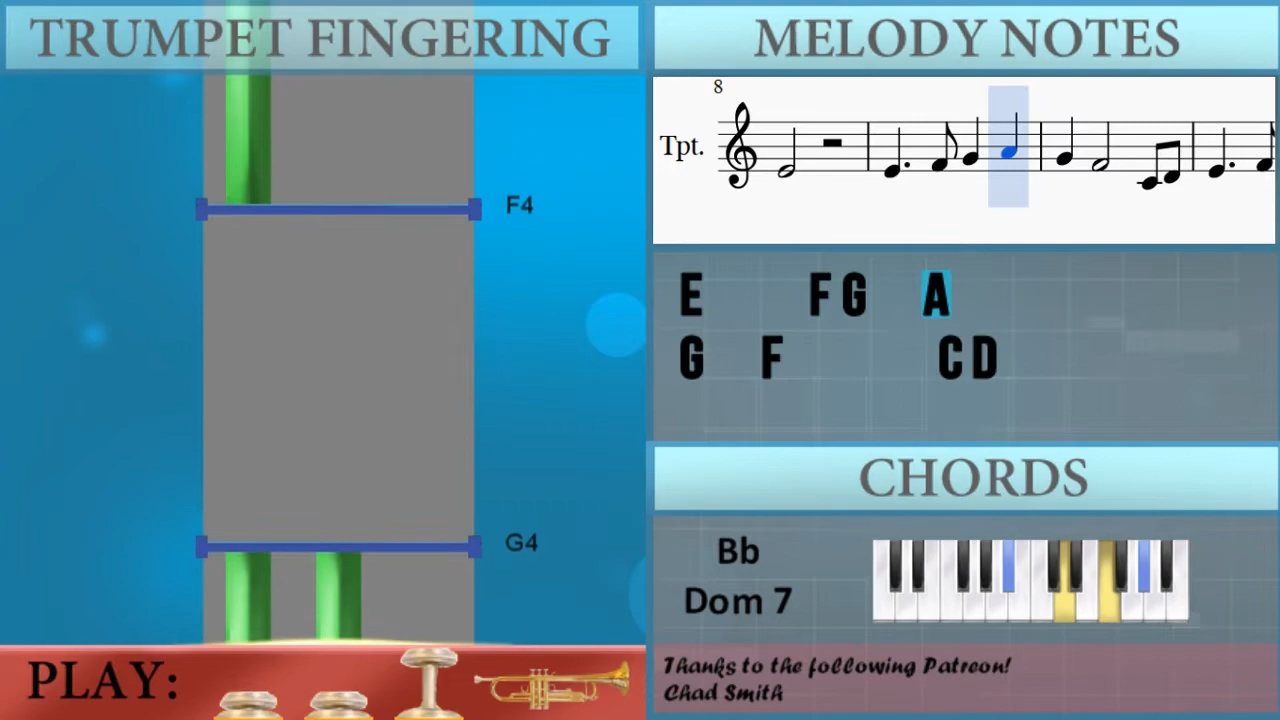 TRUMPET FINGERING
F4
G4
PLAY:
MELODY NOTES
8
Tpt.
E F G A
G F C D
CHORDS
Bb
Dom 7
Thanks to the following Patreon!
Chad Smith